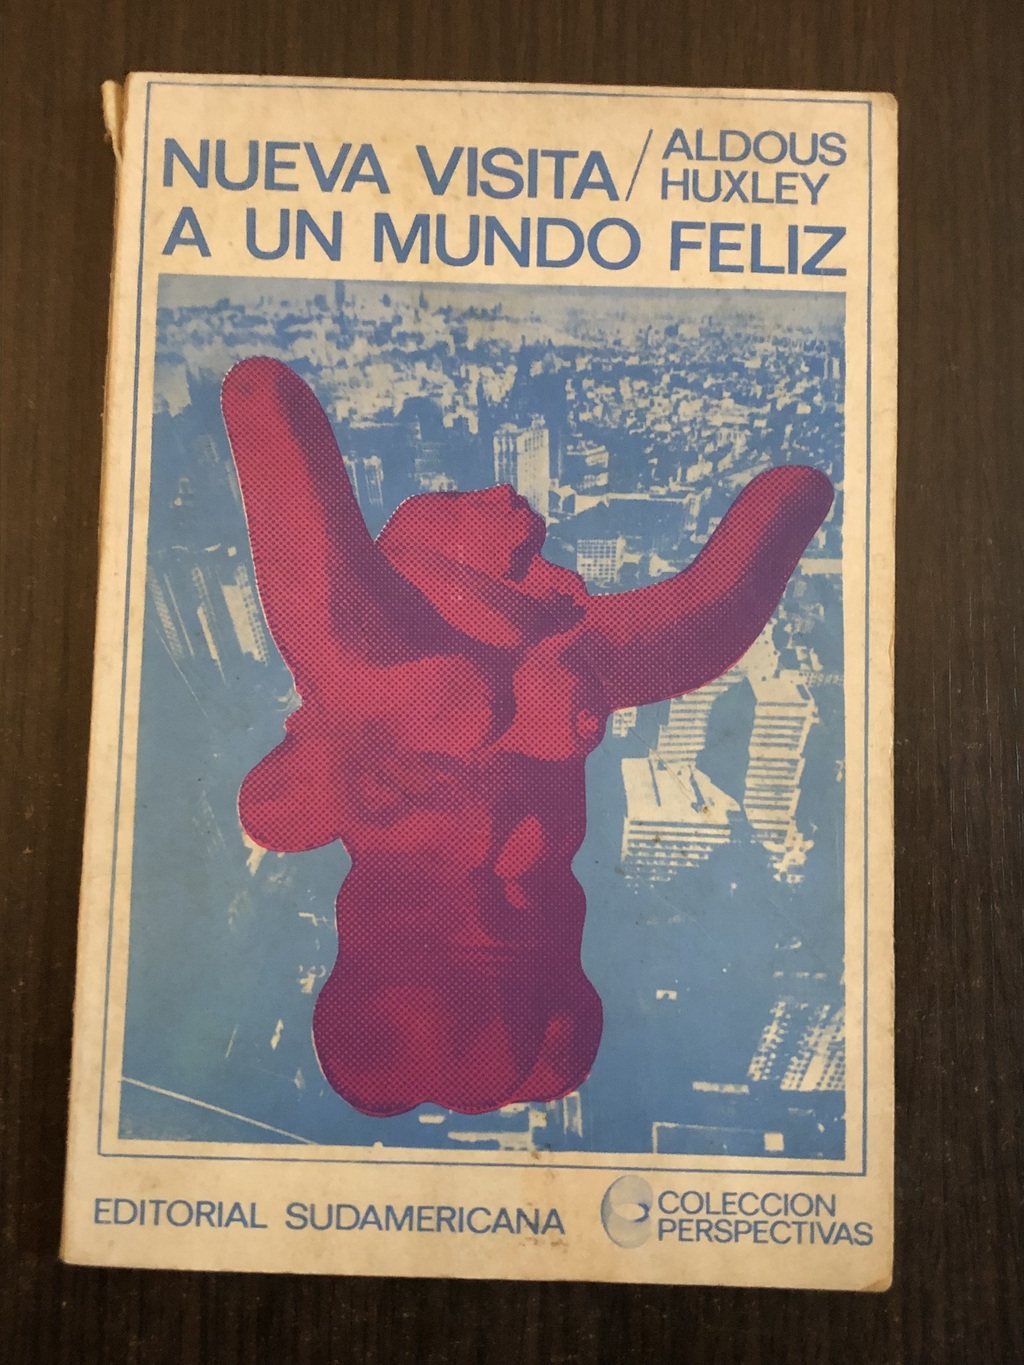 NUEVA VISITA / ALDOUS
HUXLEY
A UN MUNDO FELIZ
EDITORIAL SUDAMERICANA
COLECCION
PERSPECTIVAS